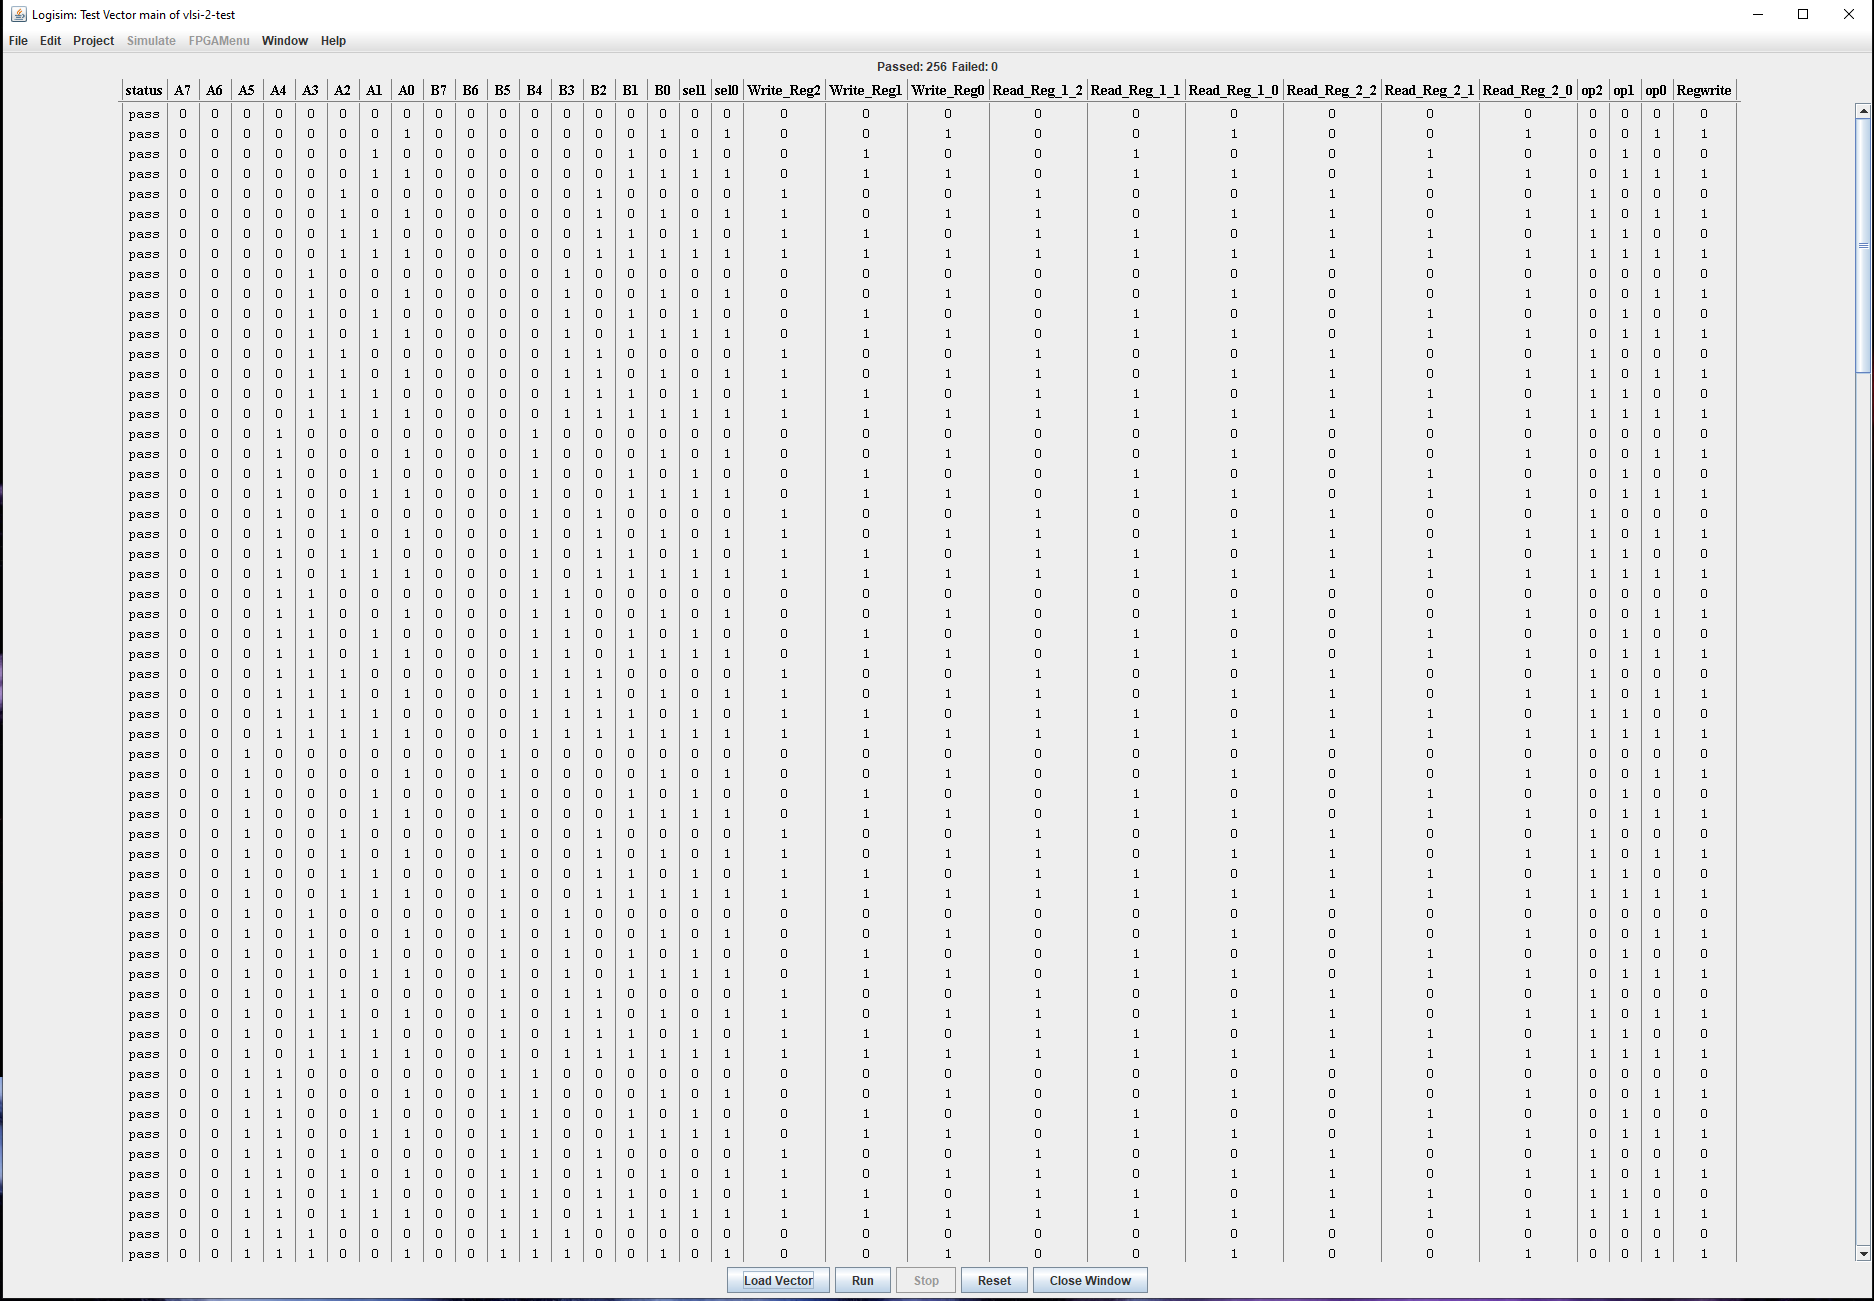 Logisim: Test Vector main of vlsi-2-test
File Edit Project Simulate FPGAMenu Window Help
Passed: 256 Failed: 0
status A7 A6 A5 A4 A3 A2 A1 A0 B7 B6 B5 B4 B3 B2 B1 B0 sel1 sel0 Write_Reg2 Write_Reg1 Write_Reg0 Read_Reg_1_2 Read_Reg_1_1 Read_Reg_1_0 Read_Reg_2_2 Read_Reg_2_1 Read_Reg_2_0 op2 op1 op0 Regwrite
pass 0 0 0 0 0 0 0 0 0 0 0 0 0 0 0 0 0 0 0 0 0 0 0 0 0 0 0 0 0 0 0
pass 0 0 0 0 0 0 0 1 0 0 0 0 0 0 0 1 0 1 0 0 1 0 0 1 0 0 1 0 0 1 1
pass 0 0 0 0 0 0 1 0 0 0 0 0 0 0 1 0 1 0 0 1 0 0 1 0 0 1 0 0 1 0 0
pass 0 0 0 0 0 0 1 1 0 0 0 0 0 0 1 1 1 1 0 1 1 0 1 1 0 1 1 0 1 1 1
pass 0 0 0 0 0 1 0 0 0 0 0 0 0 1 0 0 0 0 1 0 0 1 0 0 1 0 0 1 0 0 0
pass 0 0 0 0 0 1 0 1 0 0 0 0 0 1 0 1 0 1 1 0 1 1 0 1 1 0 1 1 0 1 1
pass 0 0 0 0 0 1 1 0 0 0 0 0 0 1 1 0 1 0 1 1 0 1 1 0 1 1 0 1 1 0 0
pass 0 0 0 0 0 1 1 1 0 0 0 0 0 1 1 1 1 1 1 1 1 1 1 1 1 1 1 1 1 1 1
pass 0 0 0 0 1 0 0 0 0 0 0 0 1 0 0 0 0 0 0 0 0 0 0 0 0 0 0 0 0 0 0
pass 0 0 0 0 1 0 0 1 0 0 0 0 1 0 0 1 0 1 0 0 1 0 0 1 0 0 1 0 0 1 1
pass 0 0 0 0 1 0 1 0 0 0 0 0 1 0 1 0 1 0 0 1 0 0 1 0 0 1 0 0 1 0 0
pass 0 0 0 0 1 0 1 1 0 0 0 0 1 0 1 1 1 1 0 1 1 0 1 1 0 1 1 0 1 1 1
pass 0 0 0 0 1 1 0 0 0 0 0 0 1 1 0 0 0 0 1 0 0 1 0 0 1 0 0 1 0 0 0
pass 0 0 0 0 1 1 0 1 0 0 0 0 1 1 0 1 0 1 1 0 1 1 0 1 1 0 1 1 0 1 1
pass 0 0 0 0 1 1 1 0 0 0 0 0 1 1 1 0 1 0 1 1 0 1 1 0 1 1 0 1 1 0 0
pass 0 0 0 0 1 1 1 1 0 0 0 0 1 1 1 1 1 1 1 1 1 1 1 1 1 1 1 1 1 1 1
pass 0 0 0 1 0 0 0 0 0 0 0 1 0 0 0 0 0 0 0 0 0 0 0 0 0 0 0 0 0 0 0
pass 0 0 0 1 0 0 0 1 0 0 0 1 0 0 0 1 0 1 0 0 1 0 0 1 0 0 1 0 0 1 1
pass 0 0 0 1 0 0 1 0 0 0 0 1 0 0 1 0 1 0 0 1 0 0 1 0 0 1 0 0 1 0 0
pass 0 0 0 1 0 0 1 1 0 0 0 1 0 0 1 1 1 1 0 1 1 0 1 1 0 1 1 0 1 1 1
pass 0 0 0 1 0 1 0 0 0 0 0 1 0 1 0 0 0 0 1 0 0 1 0 0 1 0 0 1 0 0 0
pass 0 0 0 1 0 1 0 1 0 0 0 1 0 1 0 1 0 1 1 0 1 1 0 1 1 0 1 1 0 1 1
pass 0 0 0 1 0 1 1 0 0 0 0 1 0 1 1 0 1 0 1 1 0 1 1 0 1 1 0 1 1 0 0
pass 0 0 0 1 0 1 1 1 0 0 0 1 0 1 1 1 1 1 1 1 1 1 1 1 1 1 1 1 1 1 1
pass 0 0 0 1 1 0 0 0 0 0 0 1 1 0 0 0 0 0 0 0 0 0 0 0 0 0 0 0 0 0 0
pass 0 0 0 1 1 0 0 1 0 0 0 1 1 0 0 1 0 1 0 0 1 0 0 1 0 0 1 0 0 1 1
pass 0 0 0 1 1 0 1 0 0 0 0 1 1 0 1 0 1 0 0 1 0 0 1 0 0 1 0 0 1 0 0
pass 0 0 0 1 1 0 1 1 0 0 0 1 1 0 1 1 1 1 0 1 1 0 1 1 0 1 1 0 1 1 1
pass 0 0 0 1 1 1 0 0 0 0 0 1 1 1 0 0 0 0 1 0 0 1 0 0 1 0 0 1 0 0 0
pass 0 0 0 1 1 1 0 1 0 0 0 1 1 1 0 1 0 1 1 0 1 1 0 1 1 0 1 1 0 1 1
pass 0 0 0 1 1 1 1 0 0 0 0 1 1 1 1 0 1 0 1 1 0 1 1 0 1 1 0 1 1 0 0
pass 0 0 0 1 1 1 1 1 0 0 0 1 1 1 1 1 1 1 1 1 1 1 1 1 1 1 1 1 1 1 1
pass 0 0 1 0 0 0 0 0 0 0 1 0 0 0 0 0 0 0 0 0 0 0 0 0 0 0 0 0 0 0 0
pass 0 0 1 0 0 0 0 1 0 0 1 0 0 0 0 1 0 1 0 0 1 0 0 1 0 0 1 0 0 1 1
pass 0 0 1 0 0 0 1 0 0 0 1 0 0 0 1 0 1 0 0 1 0 0 1 0 0 1 0 0 1 0 0
pass 0 0 1 0 0 0 1 1 0 0 1 0 0 0 1 1 1 1 0 1 1 0 1 1 0 1 1 0 1 1 1
pass 0 0 1 0 0 1 0 0 0 0 1 0 0 1 0 0 0 0 1 0 0 1 0 0 1 0 0 1 0 0 0
pass 0 0 1 0 0 1 0 1 0 0 1 0 0 1 0 1 0 1 1 0 1 1 0 1 1 0 1 1 0 1 1
pass 0 0 1 0 0 1 1 0 0 0 1 0 0 1 1 0 1 0 1 1 0 1 1 0 1 1 0 1 1 0 0
pass 0 0 1 0 0 1 1 1 0 0 1 0 0 1 1 1 1 1 1 1 1 1 1 1 1 1 1 1 1 1 1
pass 0 0 1 0 1 0 0 0 0 0 1 0 1 0 0 0 0 0 0 0 0 0 0 0 0 0 0 0 0 0 0
pass 0 0 1 0 1 0 0 1 0 0 1 0 1 0 0 1 0 1 0 0 1 0 0 1 0 0 1 0 0 1 1
pass 0 0 1 0 1 0 1 0 0 0 1 0 1 0 1 0 1 0 0 1 0 0 1 0 0 1 0 0 1 0 0
pass 0 0 1 0 1 0 1 1 0 0 1 0 1 0 1 1 1 1 0 1 1 0 1 1 0 1 1 0 1 1 1
pass 0 0 1 0 1 1 0 0 0 0 1 0 1 1 0 0 0 0 1 0 0 1 0 0 1 0 0 1 0 0 0
pass 0 0 1 0 1 1 0 1 0 0 1 0 1 1 0 1 0 1 1 0 1 1 0 1 1 0 1 1 0 1 1
pass 0 0 1 0 1 1 1 0 0 0 1 0 1 1 1 0 1 0 1 1 0 1 1 0 1 1 0 1 1 0 0
pass 0 0 1 0 1 1 1 1 0 0 1 0 1 1 1 1 1 1 1 1 1 1 1 1 1 1 1 1 1 1 1
pass 0 0 1 1 0 0 0 0 0 0 1 1 0 0 0 0 0 0 0 0 0 0 0 0 0 0 0 0 0 0 0
pass 0 0 1 1 0 0 0 1 0 0 1 1 0 0 0 1 0 1 0 0 1 0 0 1 0 0 1 0 0 1 1
pass 0 0 1 1 0 0 1 0 0 0 1 1 0 0 1 0 1 0 0 1 0 0 1 0 0 1 0 0 1 0 0
pass 0 0 1 1 0 0 1 1 0 0 1 1 0 0 1 1 1 1 0 1 1 0 1 1 0 1 1 0 1 1 1
pass 0 0 1 1 0 1 0 0 0 0 1 1 0 1 0 0 0 0 1 0 0 1 0 0 1 0 0 1 0 0 0
pass 0 0 1 1 0 1 0 1 0 0 1 1 0 1 0 1 0 1 1 0 1 1 0 1 1 0 1 1 0 1 1
pass 0 0 1 1 0 1 1 0 0 0 1 1 0 1 1 0 1 0 1 1 0 1 1 0 1 1 0 1 1 0 0
pass 0 0 1 1 0 1 1 1 0 0 1 1 0 1 1 1 1 1 1 1 1 1 1 1 1 1 1 1 1 1 1
pass 0 0 1 1 1 0 0 0 0 0 1 1 1 0 0 0 0 0 0 0 0 0 0 0 0 0 0 0 0 0 0
pass 0 0 1 1 1 0 0 1 0 0 1 1 1 0 0 1 0 1 0 0 1 0 0 1 0 0 1 0 0 1 1
Load Vector Run Stop Reset Close Window